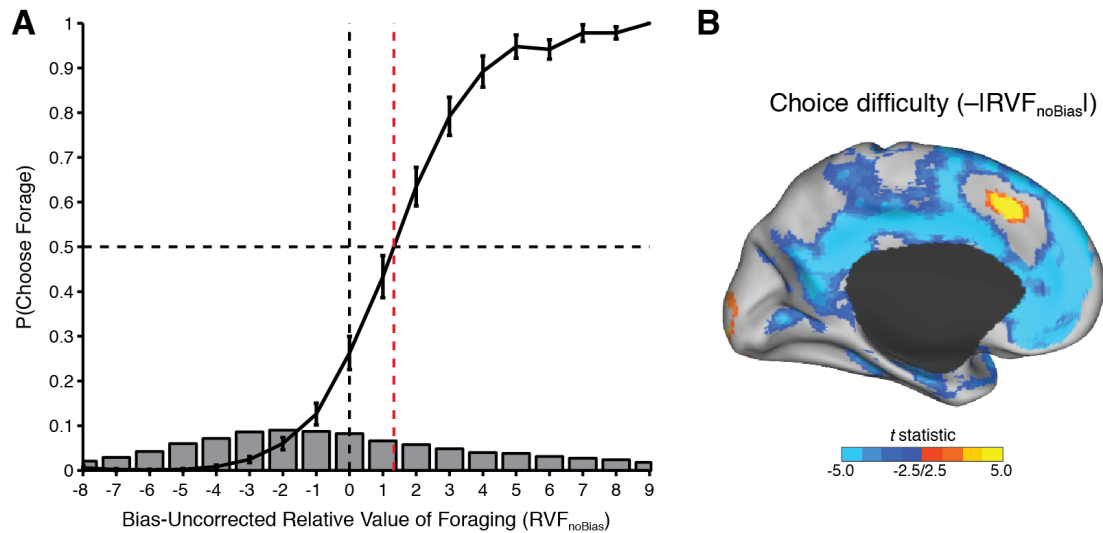 A
1
0.9
0.8
0.7
0.6
0.5
0.4
0.3
0.2
0.1
0
P(Choose Forage)
-8 -7 -6 -5 -4 -3 -2 -1 0 1 2 3 4 5 6 7 8 9
Bias-Uncorrected Relative Value of Foraging (RVFnoBias)
B
Choice difficulty (–|RVFnoBias|)
t statistic
-5.0 -2.5/2.5 5.0